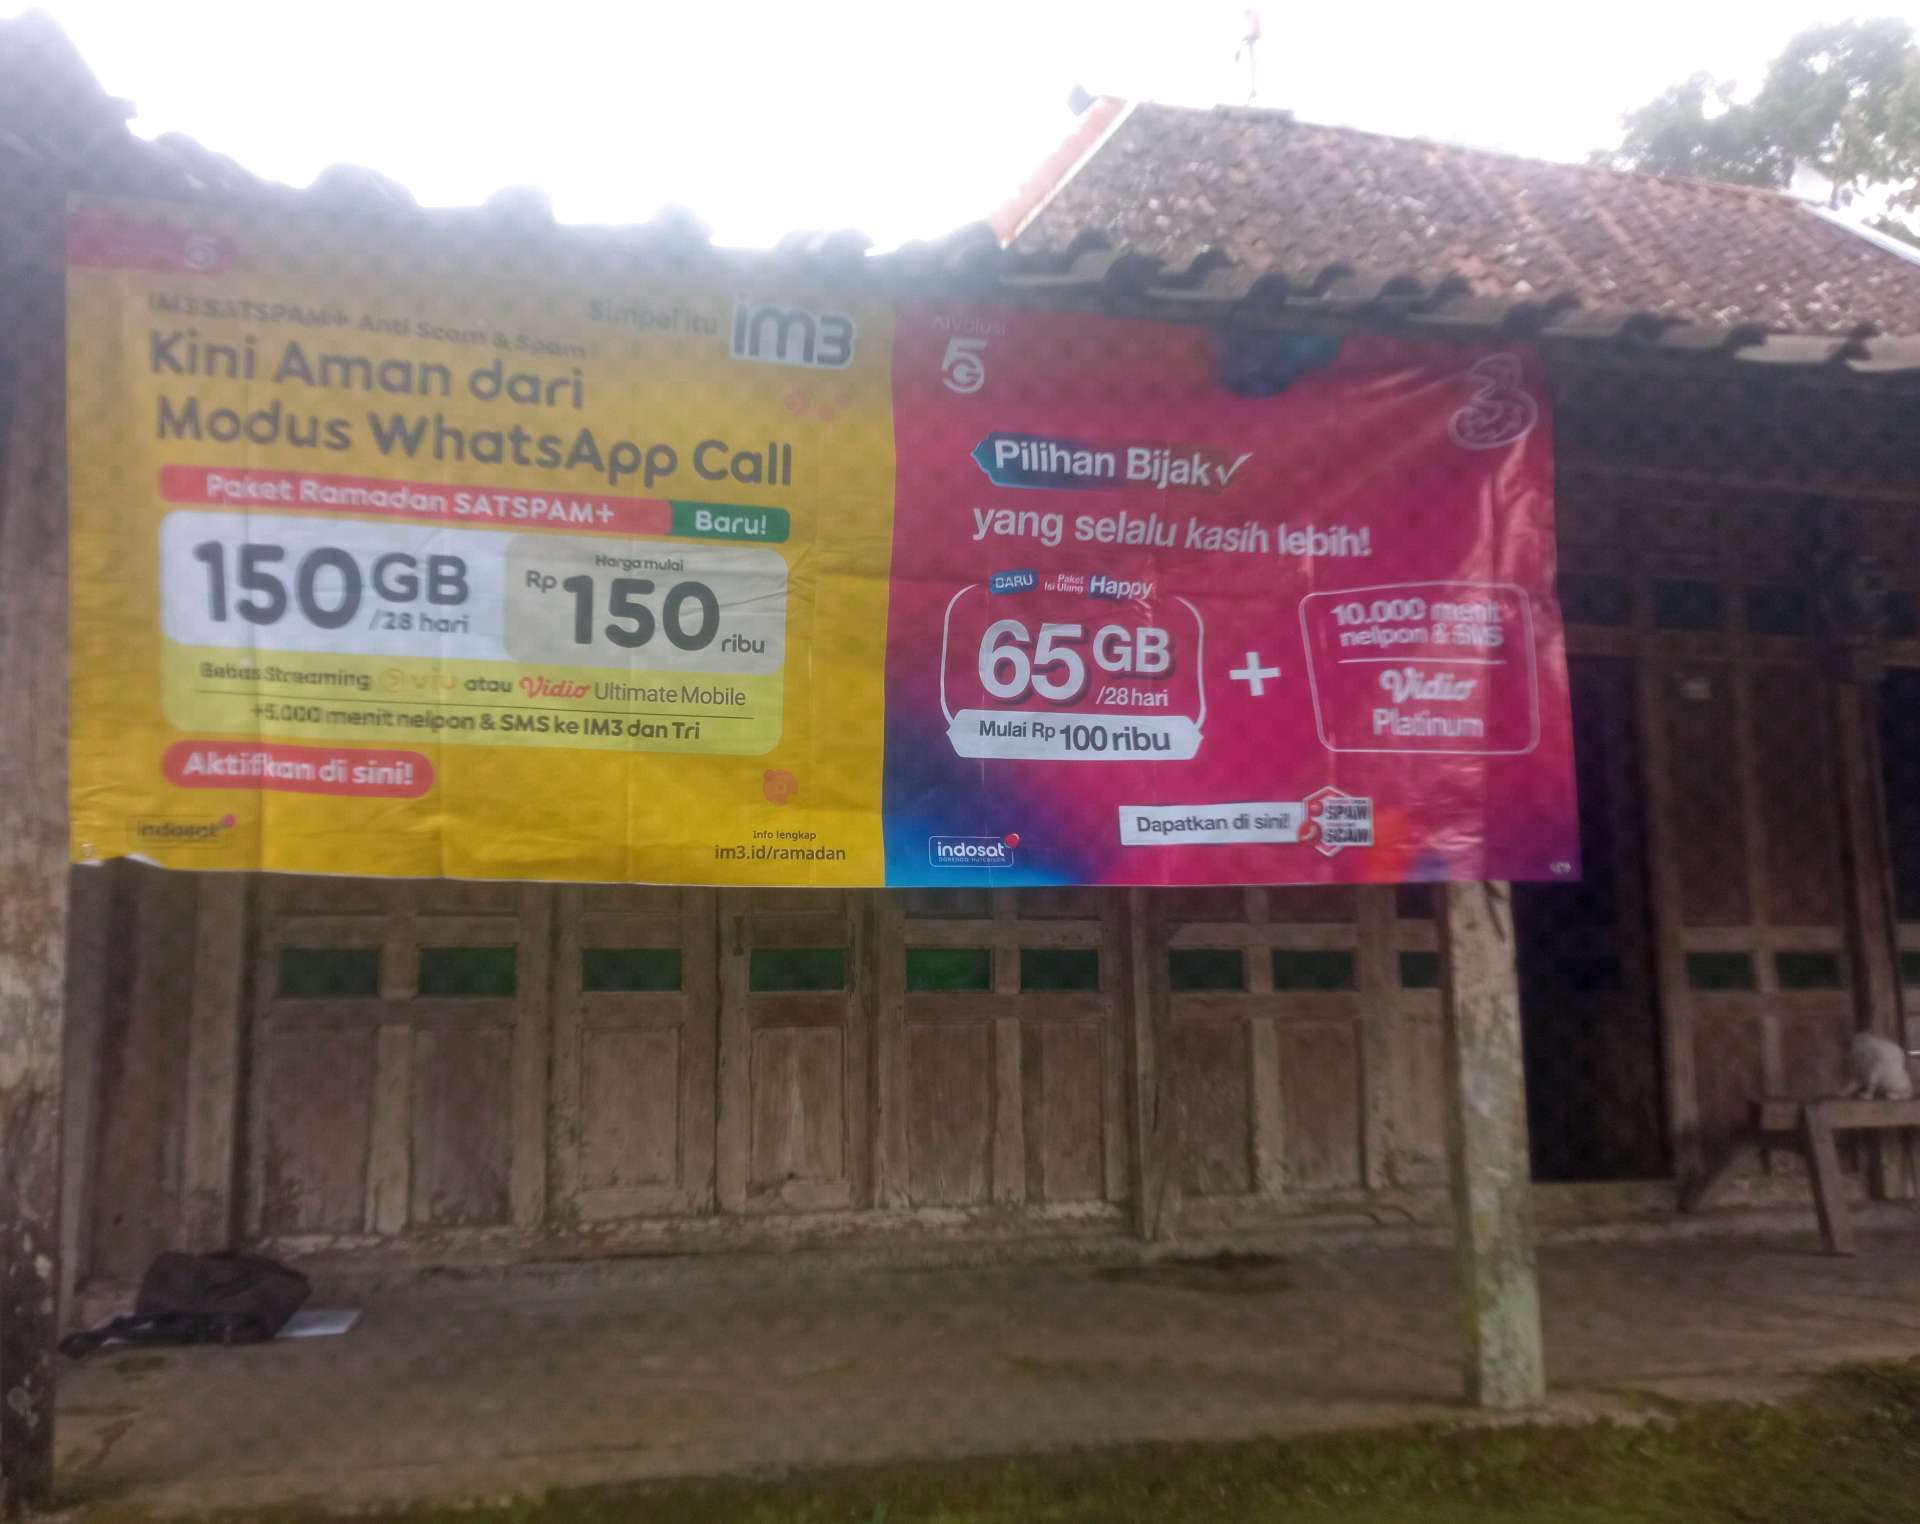 IM3 SATSPAM+ Anti Scam & Spam
Simpel itu im3
Kini Aman dari
Modus WhatsApp Call
Paket Ramadan SATSPAM+ Baru!
150GB /28 hari
Harga mulai
Rp 150 ribu
Bebas Streaming viu atau Vidio Ultimate Mobile
+5.000 menit nelpon & SMS ke IM3 dan Tri
Aktifkan di sini!
indosat
Info lengkap
im3.id/ramadan
5G
3
Pilihan Bijak
yang selalu kasih lebih!
BARU Paket Isi Ulang Happy
65GB /28 hari
Mulai Rp 100 ribu
+
10.000 menit
nelpon & SMS
Vidio
Platinum
Dapatkan di sini!
SPAM
SCAM
indosat
OOREDOO HUTCHISON